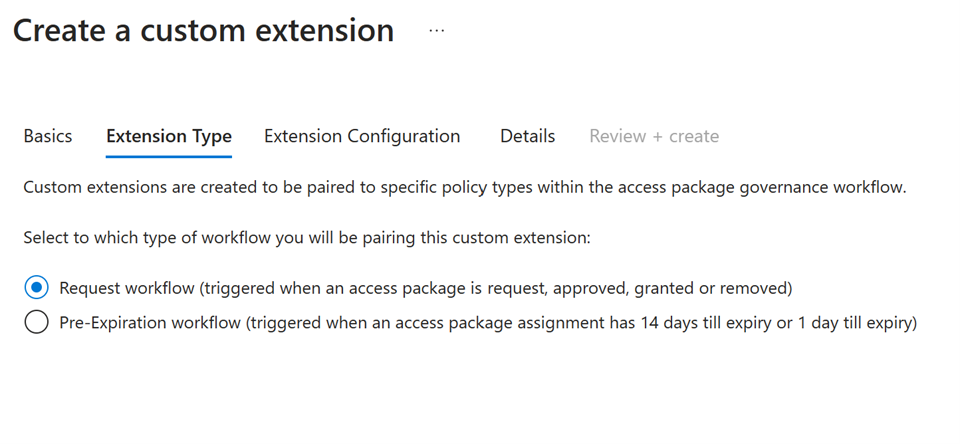 Create a custom extension ...
Basics Extension Type Extension Configuration Details Review + create
Custom extensions are created to be paired to specific policy types within the access package governance workflow.
Select to which type of workflow you will be pairing this custom extension:
Request workflow (triggered when an access package is request, approved, granted or removed)
Pre-Expiration workflow (triggered when an access package assignment has 14 days till expiry or 1 day till expiry)